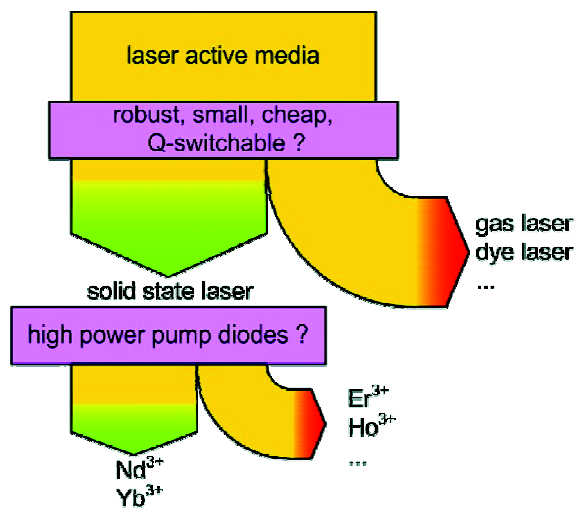 laser active media
robust, small, cheap,
Q-switchable ?
gas laser
dye laser
...
solid state laser
high power pump diodes ?
Er³⁺
Ho³⁺
...
Nd³⁺
Yb³⁺